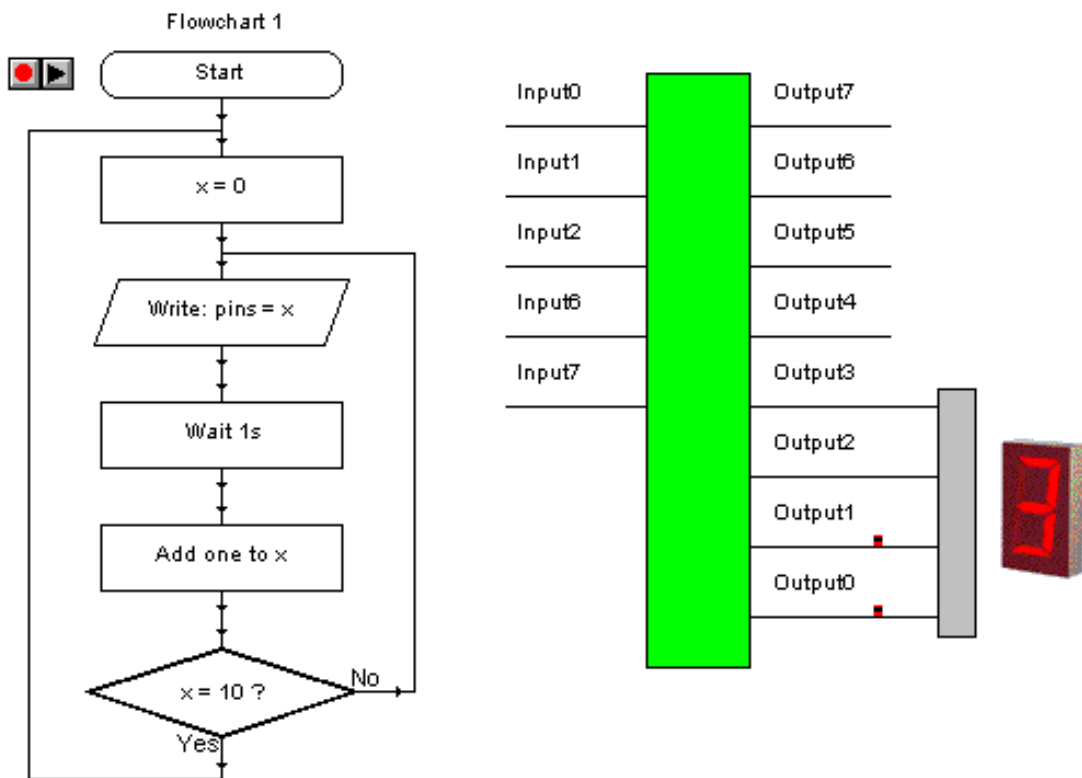 Flowchart 1
Start
x = 0
Write: pins = x
Wait 1s
Add one to x
x = 10 ?
No
Yes
Input0
Input1
Input2
Input6
Input7
Output7
Output6
Output5
Output4
Output3
Output2
Output1
Output0
3